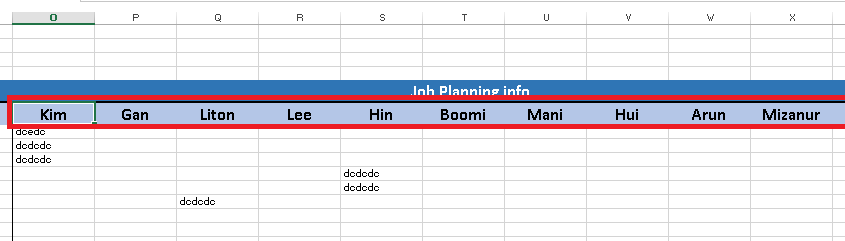 O P Q R S T U V W X
Job Planning info
Kim Gan Liton Lee Hin Boomi Mani Hui Arun Mizanur
dcedc
dcdcdc
dcdcdc
dcdcdc
dcdcdc
dcdcdc